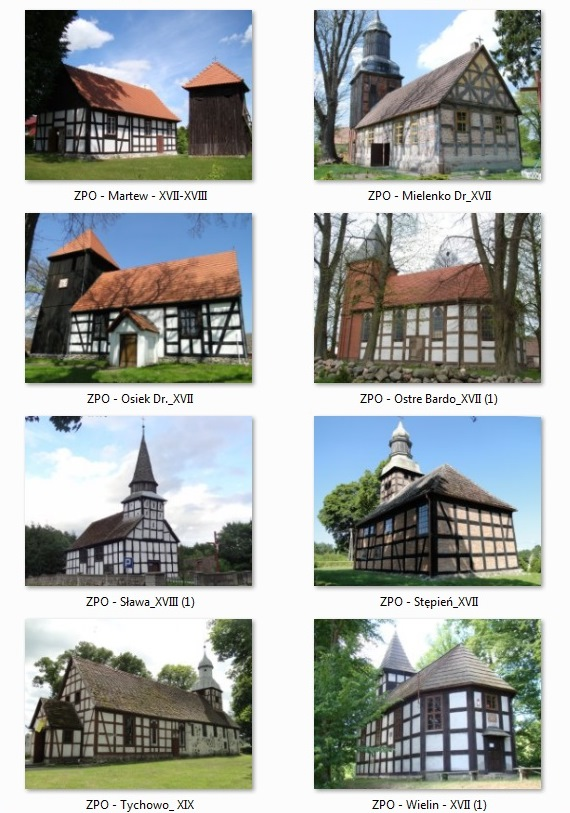 ZPO - Martew - XVII-XVIII
ZPO - Mielenko Dr_XVII
ZPO - Osiek Dr._XVII
ZPO - Ostre Bardo_XVII (1)
ZPO - Sława_XVIII (1)
ZPO - Stępień_XVII
ZPO - Tychowo_ XIX
ZPO - Wielin - XVII (1)